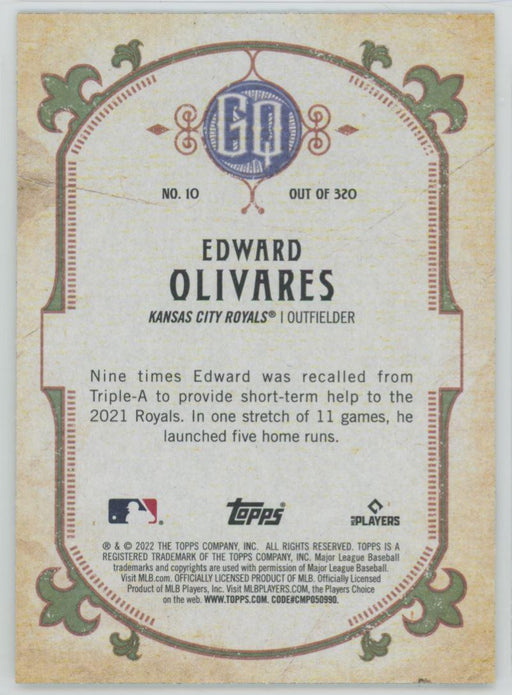 GQ
NO. 10 OUT OF 320
EDWARD
OLIVARES
KANSAS CITY ROYALS® | OUTFIELDER
Nine times Edward was recalled from
Triple-A to provide short-term help to the
2021 Royals. In one stretch of 11 games, he
launched five home runs.
Topps® MLB PLAYERS
® & © 2022 THE TOPPS COMPANY, INC. ALL RIGHTS RESERVED. TOPPS IS A
REGISTERED TRADEMARK OF THE TOPPS COMPANY, INC. Major League Baseball
trademarks and copyrights are used with permission of Major League Baseball.
Visit MLB.com. OFFICIALLY LICENSED PRODUCT OF MLB. Officially Licensed
Product of MLB Players, Inc. Visit MLBPLAYERS.COM, the Players Choice
on the web. WWW.TOPPS.COM. CODE#CMP050990.